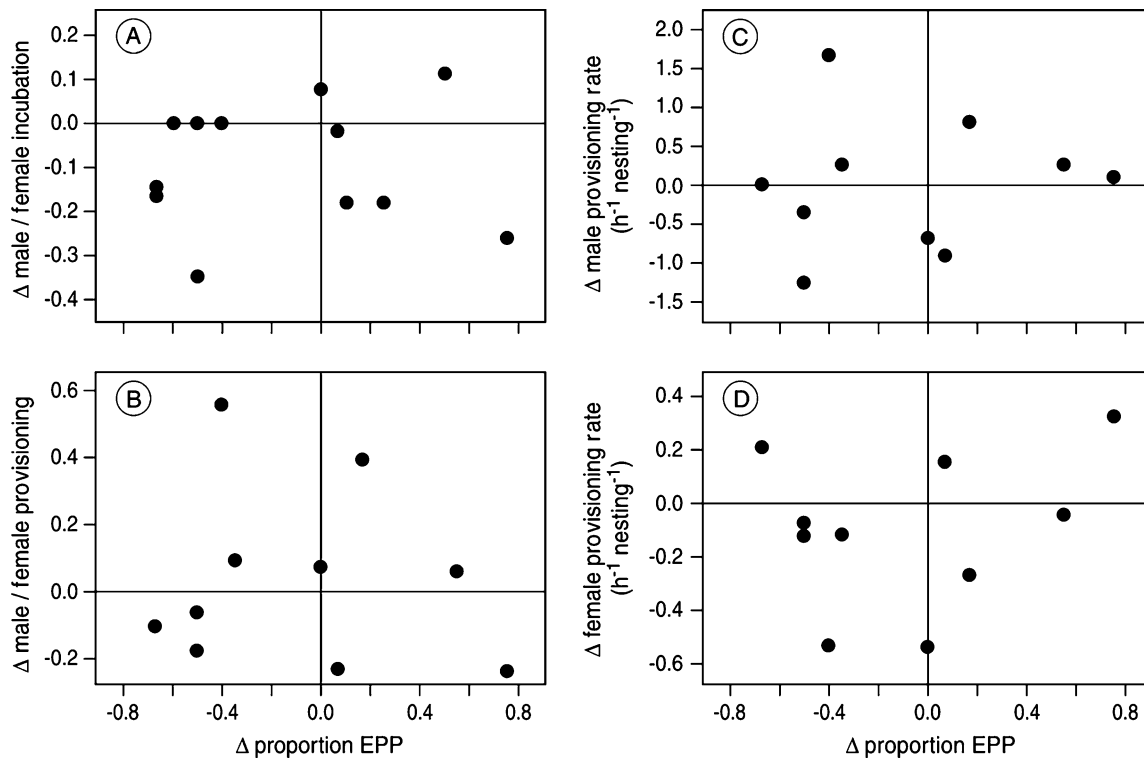 A
Δ male / female incubation
0.2
0.1
0.0
-0.1
-0.2
-0.3
-0.4
C
Δ male provisioning rate
(h⁻¹ nesting⁻¹)
2.0
1.5
1.0
0.5
0.0
-0.5
-1.0
-1.5
B
Δ male / female provisioning
0.6
0.4
0.2
0.0
-0.2
-0.8 -0.4 0.0 0.4 0.8
Δ proportion EPP
D
Δ female provisioning rate
(h⁻¹ nesting⁻¹)
0.4
0.2
0.0
-0.2
-0.4
-0.6
-0.8 -0.4 0.0 0.4 0.8
Δ proportion EPP